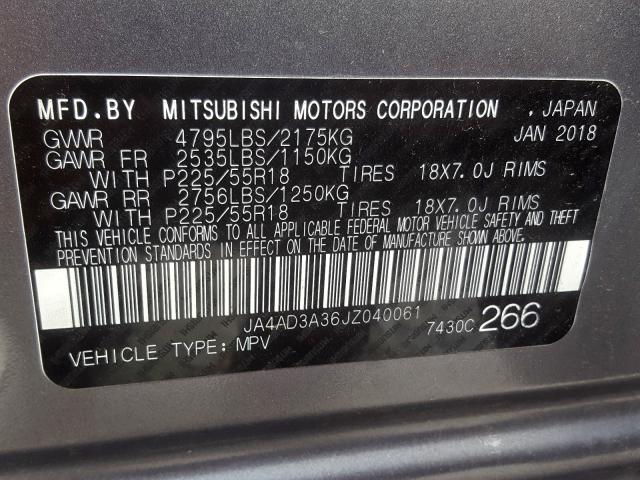 MFD.BY MITSUBISHI MOTORS CORPORATION , JAPAN
GVWR 4795LBS/2175KG JAN 2018
GAWR FR 2535LBS/1150KG
WITH P225/55R18 TIRES 18X7.0J RIMS
GAWR RR 2756LBS/1250KG
WITH P225/55R18 TIRES 18X7.0J RIMS
THIS VEHICLE CONFORMS TO ALL APPLICABLE FEDERAL MOTOR VEHICLE SAFETY AND THEFT
PREVENTION STANDARDS IN EFFECT ON THE DATE OF MANUFACTURE SHOWN ABOVE.
JA4AD3A36JZ040061
7430C 266
VEHICLE TYPE: MPV